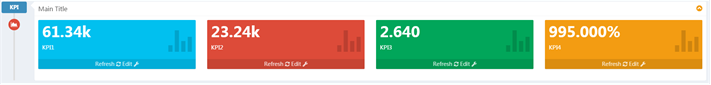 KPI
Main Title
61.34k
KPI1
Refresh Edit
23.24k
KPI2
Refresh Edit
2.640
KPI3
Refresh Edit
995.000%
KPI4
Refresh Edit